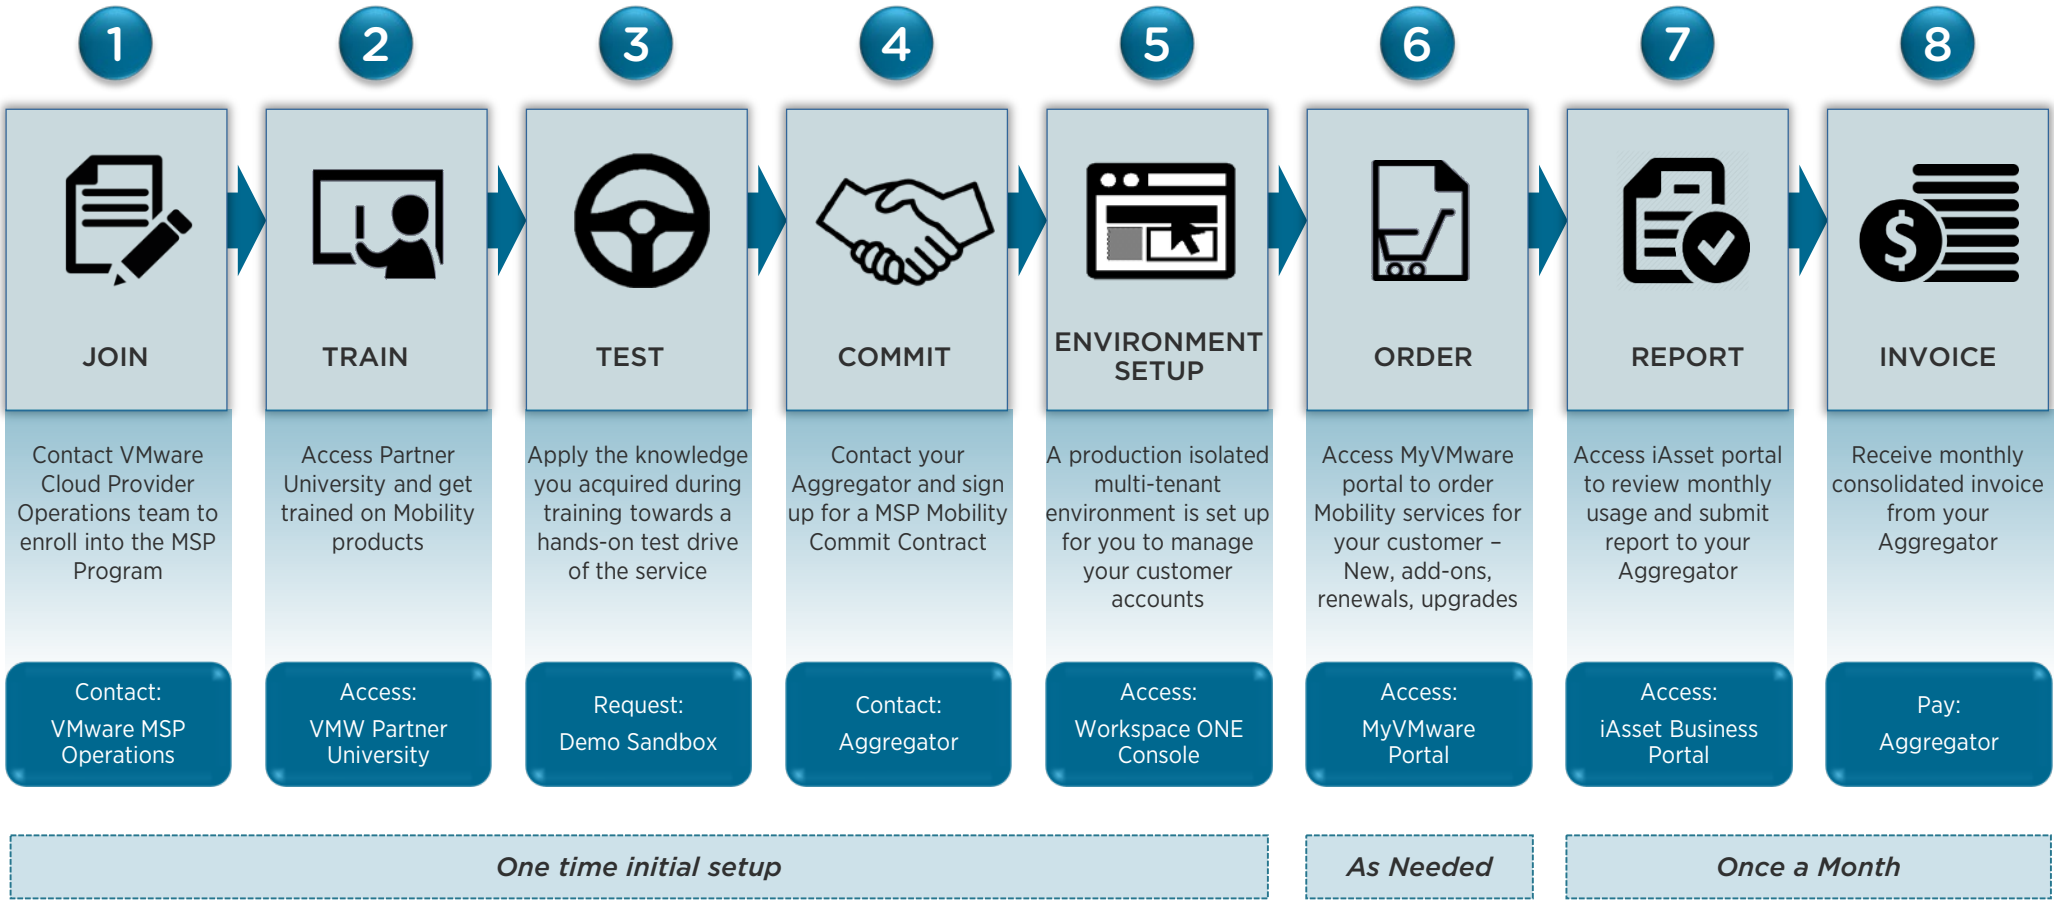 1
2
3
4
5
6
7
8
JOIN
TRAIN
TEST
COMMIT
ENVIRONMENT
SETUP
ORDER
REPORT
INVOICE
Contact VMware
Cloud Provider
Operations team to
enroll into the MSP
Program
Access Partner
University and get
trained on Mobility
products
Apply the knowledge
you acquired during
training towards a
hands-on test drive
of the service
Contact your
Aggregator and sign
up for a MSP Mobility
Commit Contract
A production isolated
multi-tenant
environment is set up
for you to manage
your customer
accounts
Access MyVMware
portal to order
Mobility services for
your customer –
New, add-ons,
renewals, upgrades
Access iAsset portal
to review monthly
usage and submit
report to your
Aggregator
Receive monthly
consolidated invoice
from your
Aggregator
Contact:
VMware MSP
Operations
Access:
VMW Partner
University
Request:
Demo Sandbox
Contact:
Aggregator
Access:
Workspace ONE
Console
Access:
MyVMware
Portal
Access:
iAsset Business
Portal
Pay:
Aggregator
One time initial setup
As Needed
Once a Month